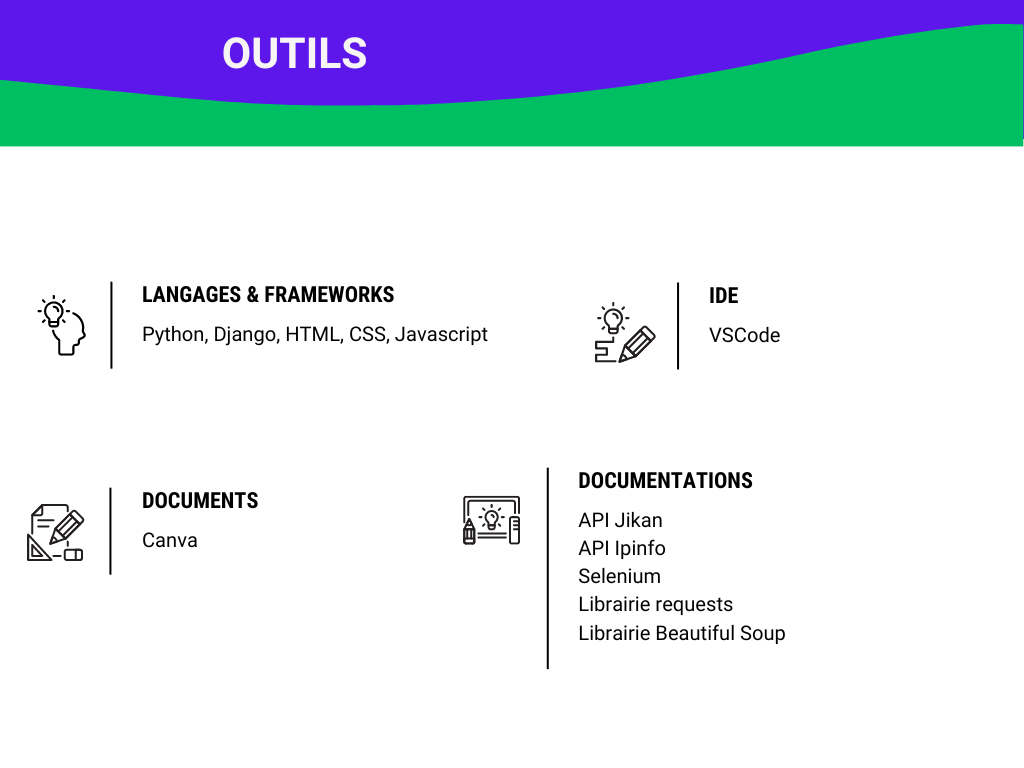 OUTILS
LANGAGES & FRAMEWORKS
Python, Django, HTML, CSS, Javascript
IDE
VSCode
DOCUMENTS
Canva
DOCUMENTATIONS
API Jikan
API Ipinfo
Selenium
Librairie requests
Librairie Beautiful Soup